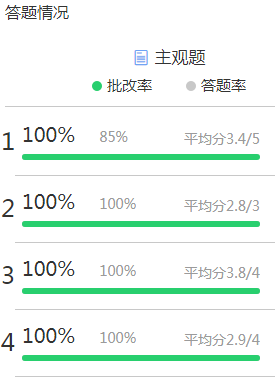 答题情况
主观题
批改率 答题率
1 100% 85% 平均分3.4/5
2 100% 100% 平均分2.8/3
3 100% 100% 平均分3.8/4
4 100% 100% 平均分2.9/4